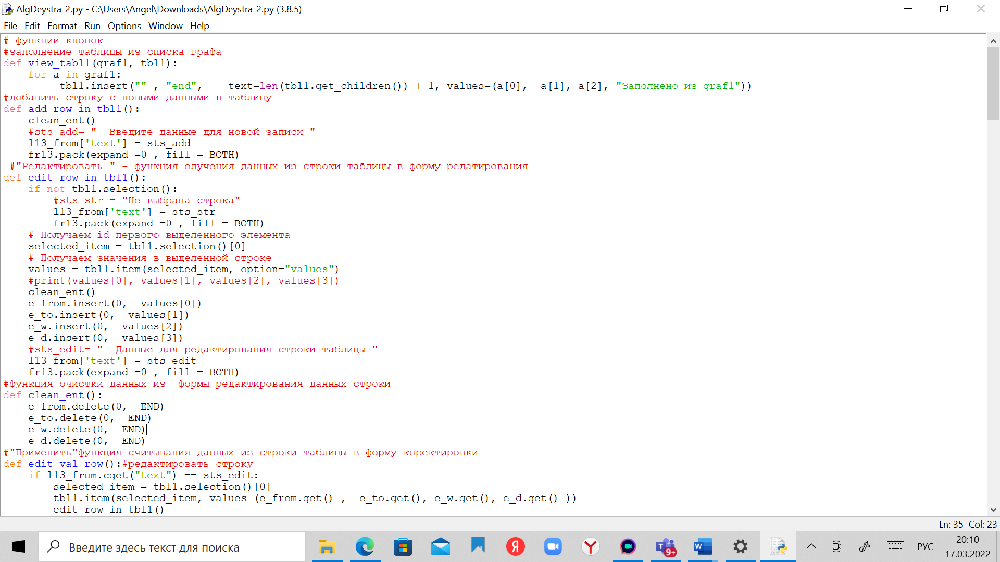 AlgDeystra_2.py - C:\Users\Angel\Downloads\AlgDeystra_2.py (3.8.5)
File Edit Format Run Options Window Help
# функции кнопок
#заполнение таблицы из списка графа
def view_tabl1(graf1, tbl1):
    for a in graf1:
         tbl1.insert("" , "end",    text=len(tbl1.get_children()) + 1, values=(a[0],  a[1], a[2], "Заполнено из graf1"))
#добавить строку с новыми данными в таблицу
def add_row_in_tbl1():
    clean_ent()
    #sts_add= "  Введите данные для новой записи "
    l13_from['text'] = sts_add
    fr13.pack(expand =0 , fill = BOTH)
 #"Редактировать " - функция олучения данных из строки таблицы в форму редатирования
def edit_row_in_tbl1():
    if not tbl1.selection():
        #sts_str = "Не выбрана строка"
        l13_from['text'] = sts_str
        fr13.pack(expand =0 , fill = BOTH)
    # Получаем id первого выделенного элемента
    selected_item = tbl1.selection()[0]
    # Получаем значения в выделенной строке
    values = tbl1.item(selected_item, option="values")
    #print(values[0], values[1], values[2], values[3])
    clean_ent()
    e_from.insert(0,  values[0])
    e_to.insert(0,  values[1])
    e_w.insert(0,  values[2])
    e_d.insert(0,  values[3])
    #sts_edit= "  Данные для редактирования строки таблицы "
    l13_from['text'] = sts_edit
    fr13.pack(expand =0 , fill = BOTH)
#функция очистки данных из  формы редактирования данных строки
def clean_ent():
    e_from.delete(0,  END)
    e_to.delete(0,  END)
    e_w.delete(0,  END)
    e_d.delete(0,  END)
#"Применить"функция считывания данных из строки таблицы в форму коректировки
def edit_val_row():#редактировать строку
    if l13_from.cget("text") == sts_edit:
        selected_item = tbl1.selection()[0]
        tbl1.item(selected_item, values=(e_from.get() ,  e_to.get(), e_w.get(), e_d.get() ))
        edit_row_in_tbl1()
Ln: 35 Col: 23
Введите здесь текст для поиска
Я
Y
T
9+
W
РУС
20:10
17.03.2022